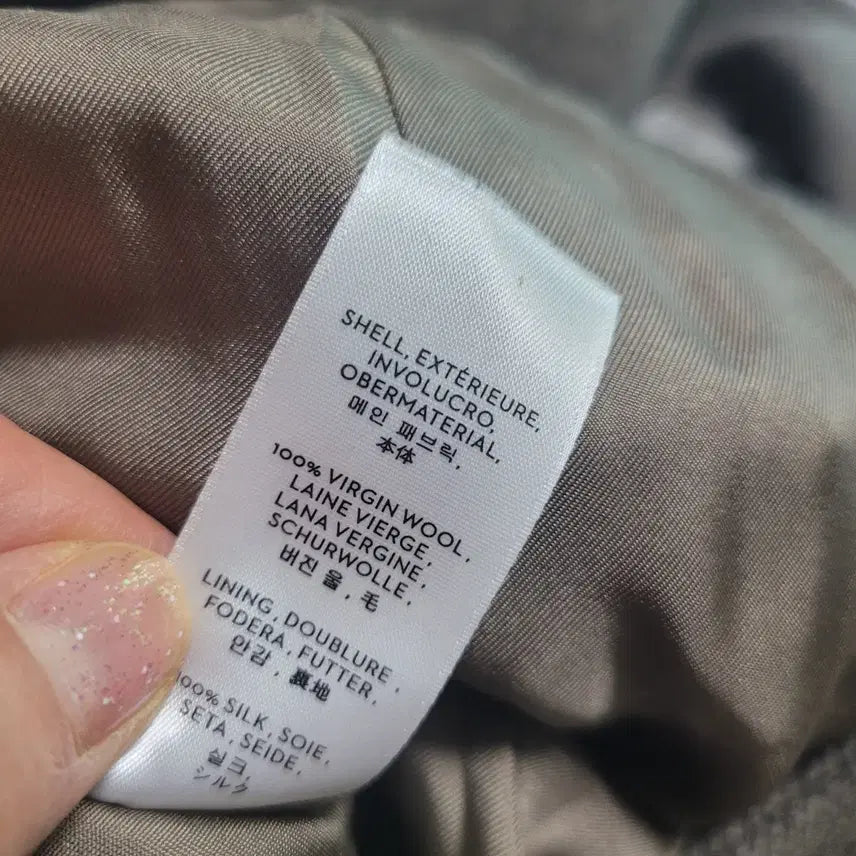 SHELL, EXTÉRIEURE,
INVOLUCRO,
OBERMATERIAL,
메인 패브릭,
本体
100% VIRGIN WOOL,
LAINE VIERGE,
LANA VERGINE,
SCHURWOLLE,
버진 울, 毛
LINING, DOUBLURE,
FODERA, FUTTER,
안감, 裏地
100% SILK, SOIE,
SETA, SEIDE,
실크,
シルク